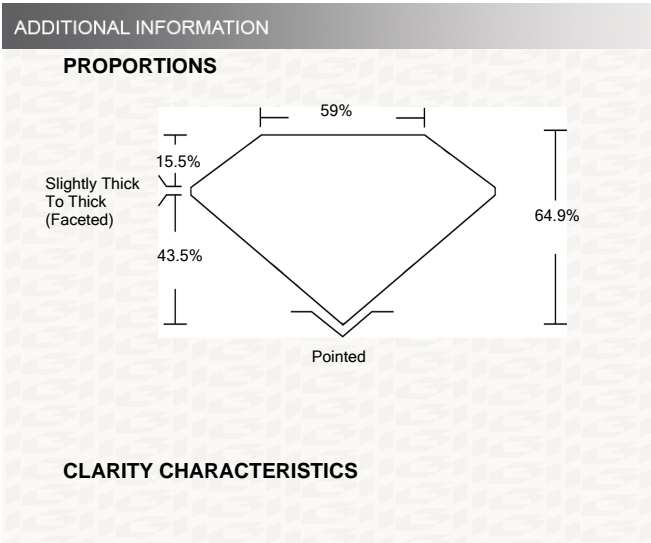 ADDITIONAL INFORMATION
PROPORTIONS
59%
15.5%
Slightly Thick
To Thick
(Faceted)
64.9%
43.5%
Pointed
CLARITY CHARACTERISTICS